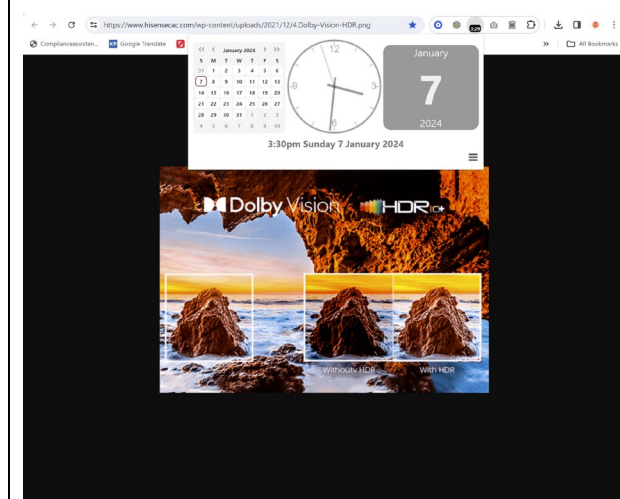 https://www.hisensecac.com/wp-content/uploads/2021/12/4.Dolby-Vision-HDR.png
3:29
Complianceassistan...
Google Translate
All Bookmarks
<< < January 2024 > >>
S M T W T F S
31 1 2 3 4 5 6
7 8 9 10 11 12 13
14 15 16 17 18 19 20
21 22 23 24 25 26 27
28 29 30 31 1 2 3
4 5 6 7 8 9 10
12
9
3
6
January
7
2024
3:30pm Sunday 7 January 2024
Dolby Vision
HDR10+
Withoutv HDR
With HDR